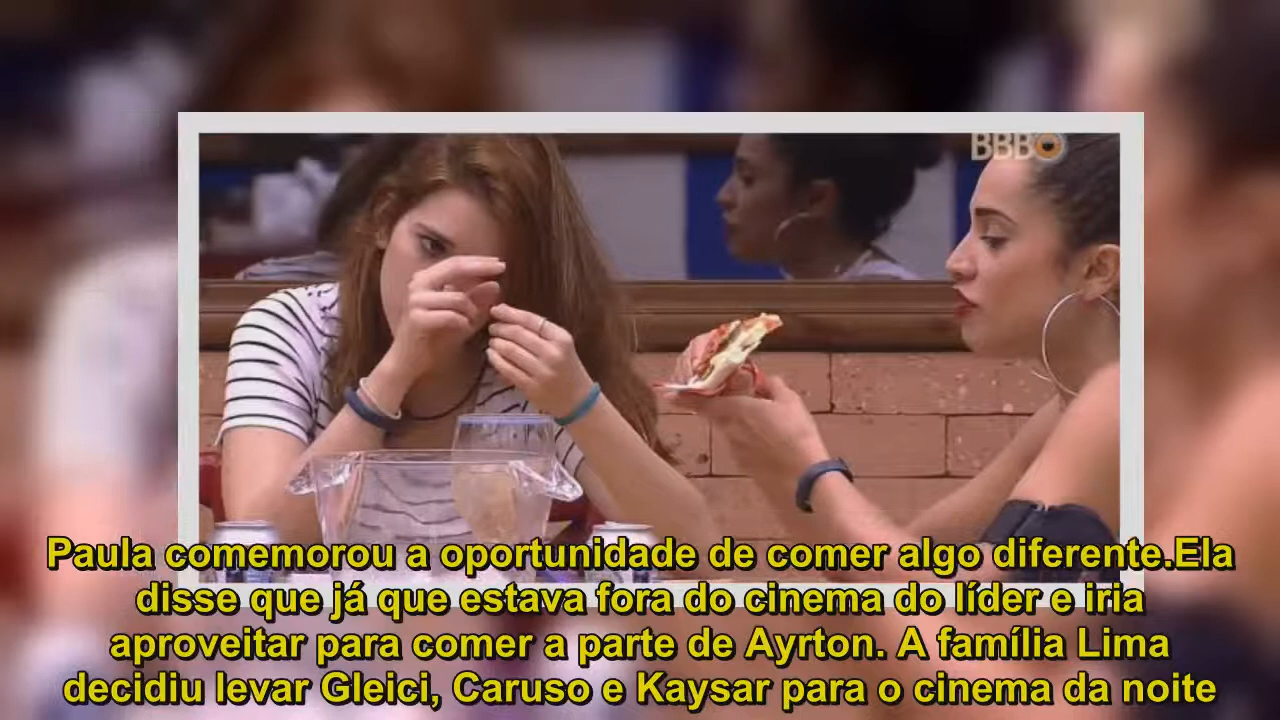 BBB
Paula comemorou a oportunidade de comer algo diferente.Ela
disse que já que estava fora do cinema do líder e iria
aproveitar para comer a parte de Ayrton. A família Lima
decidiu levar Gleici, Caruso e Kaysar para o cinema da noite